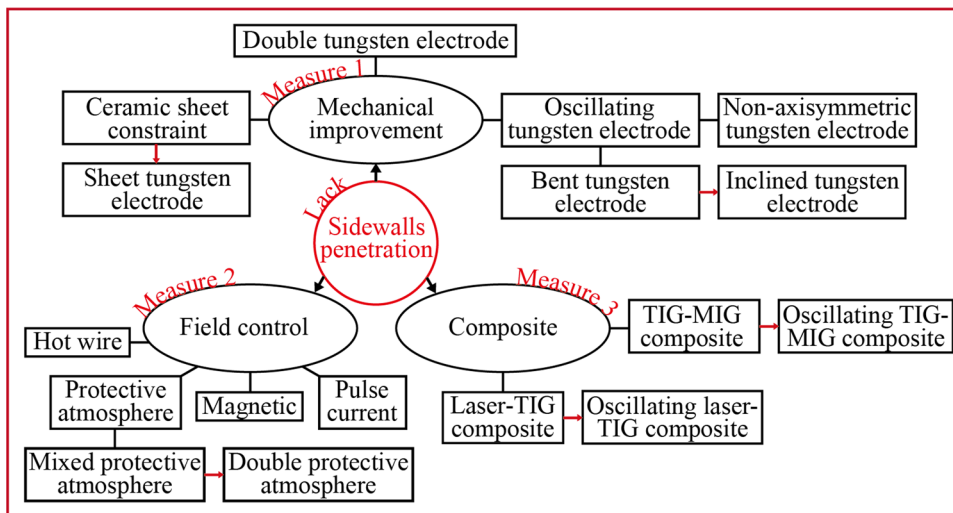 Double tungsten electrode
Measure 1
Ceramic sheet
constraint
Mechanical
improvement
Oscillating
tungsten electrode
Non-axisymmetric
tungsten electrode
Sheet tungsten
electrode
Bent tungsten
electrode
Inclined tungsten
electrode
Lack
Sidewalls
penetration
Measure 2
Field control
Measure 3
Composite
TIG-MIG
composite
Oscillating TIG-
MIG composite
Hot wire
Protective
atmosphere
Magnetic
Pulse
current
Laser-TIG
composite
Oscillating laser-
TIG composite
Mixed protective
atmosphere
Double protective
atmosphere